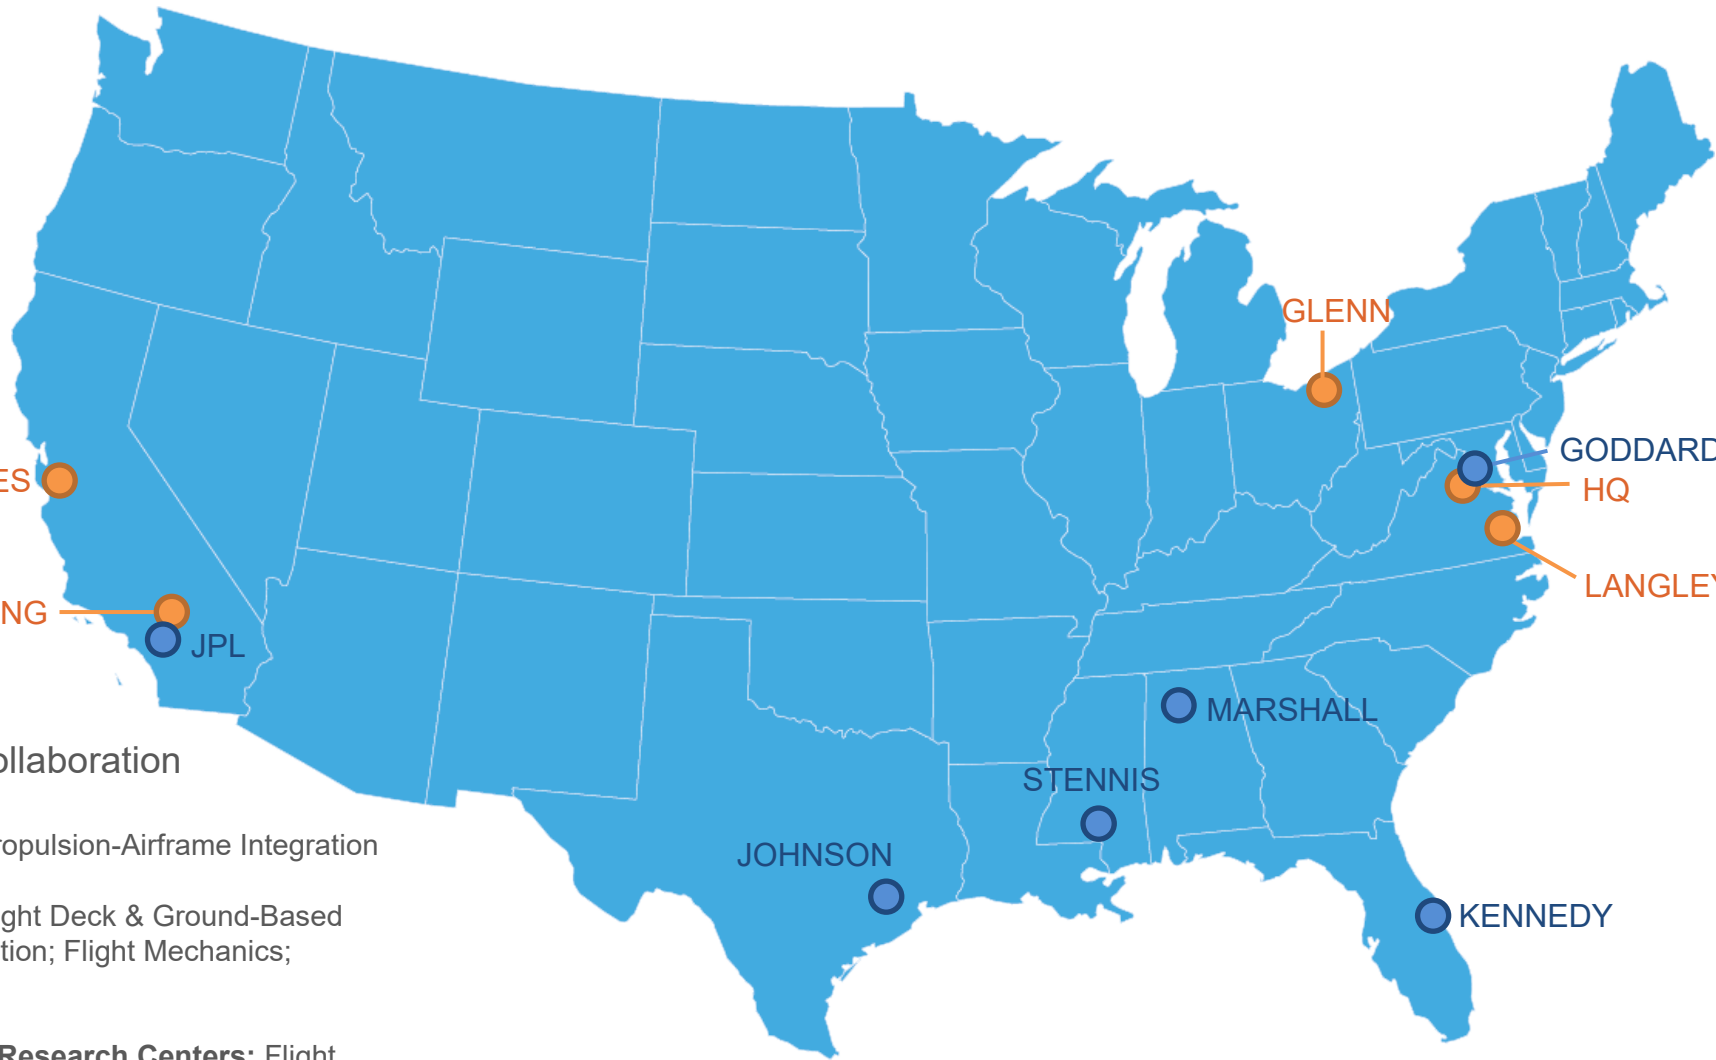 GLENN
GODDARD
HQ
ES
LANGLEY
NG
JPL
MARSHALL
ollaboration
STENNIS
ropulsion-Airframe Integration
JOHNSON
ght Deck & Ground-Based
KENNEDY
tion; Flight Mechanics;
Research Centers: Flight